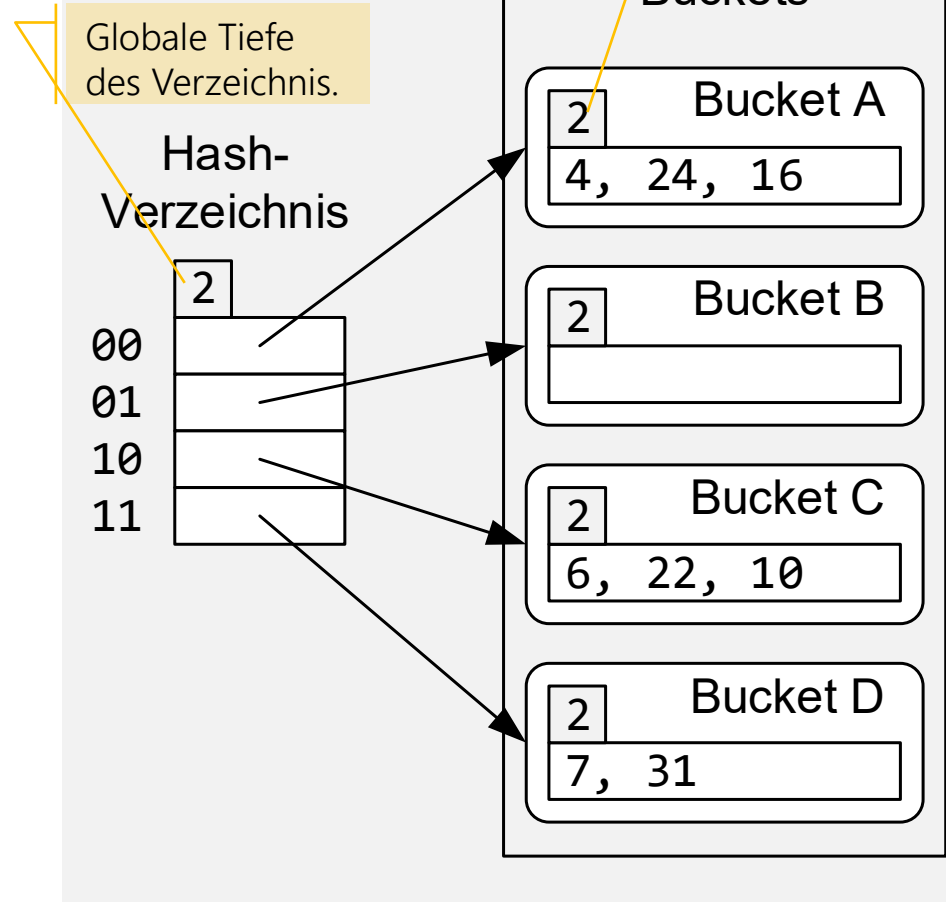 Globale Tiefe
des Verzeichnis.
Hash-
Verzeichnis
2
00
01
10
11
Buckets
Bucket A
2
4, 24, 16
Bucket B
2
Bucket C
2
6, 22, 10
Bucket D
2
7, 31